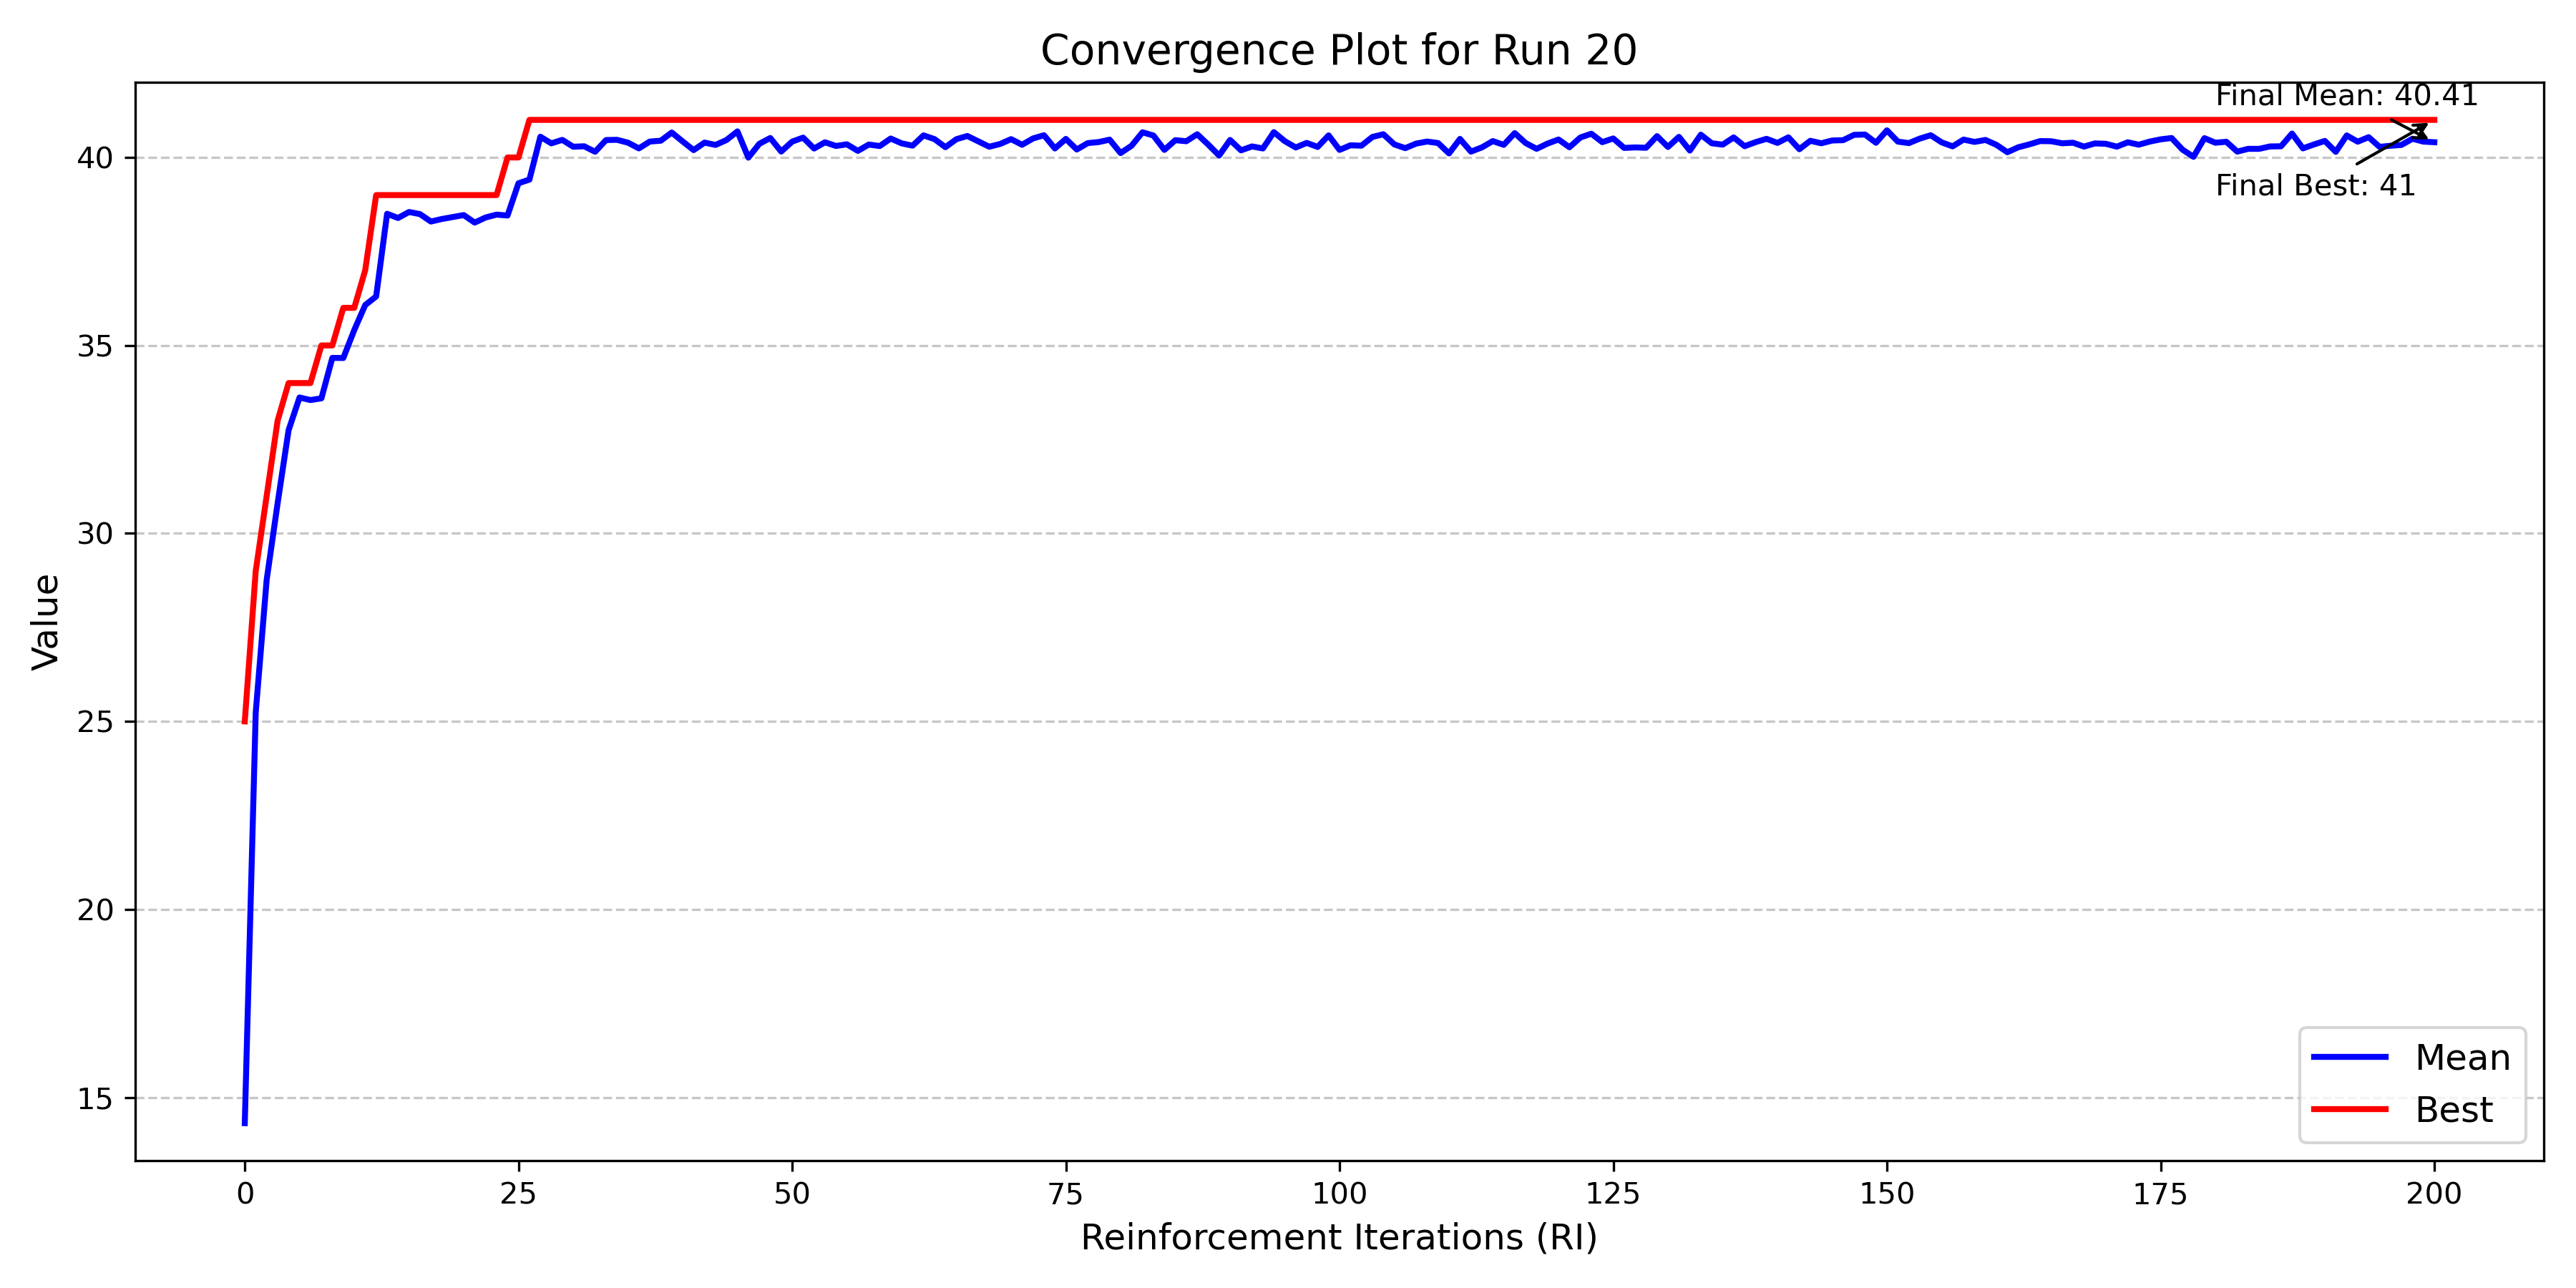 Convergence Plot for Run 20
Final Mean: 40.41
Final Best: 41
Value
40
35
30
25
20
15
0 25 50 75 100 125 150 175 200
Reinforcement Iterations (RI)
Mean
Best